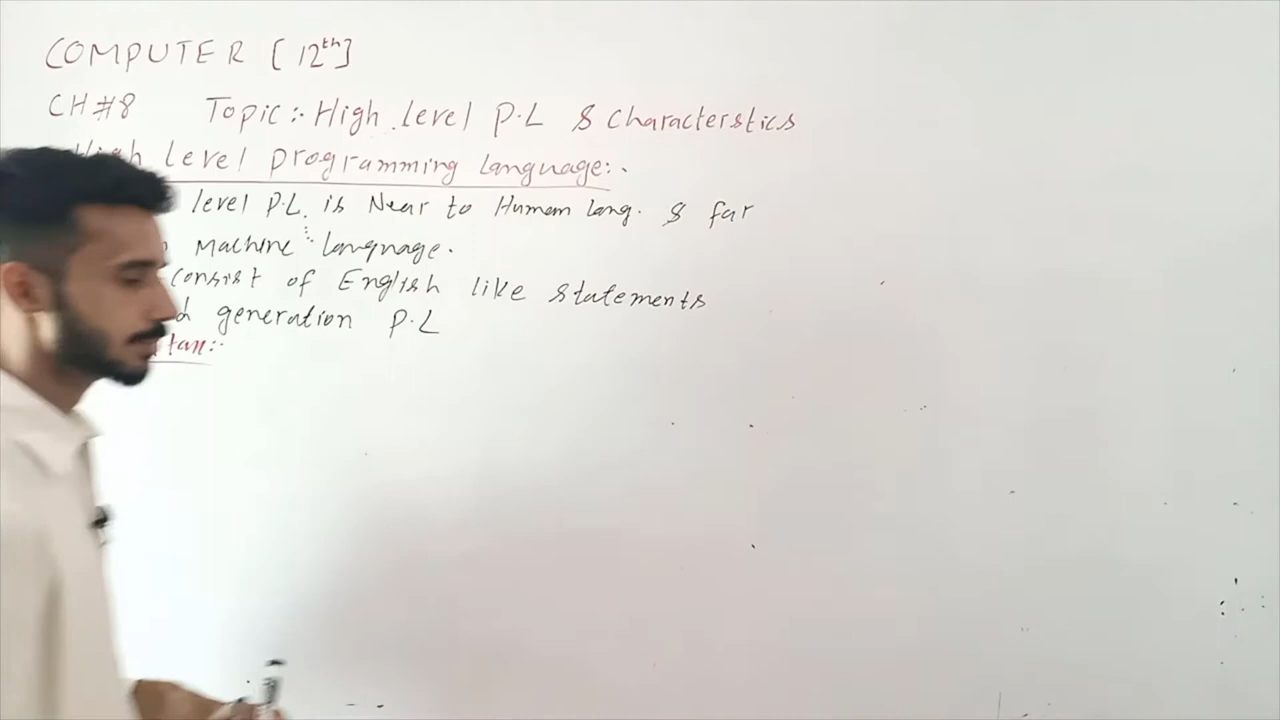 COMPUTER [12th]
CH#8 Topic:- High level P.L & Characterstics
High level programming language:-
level P.L. is Near to Human lang. & far
Machine language.
consist of English like statements
generation P.L